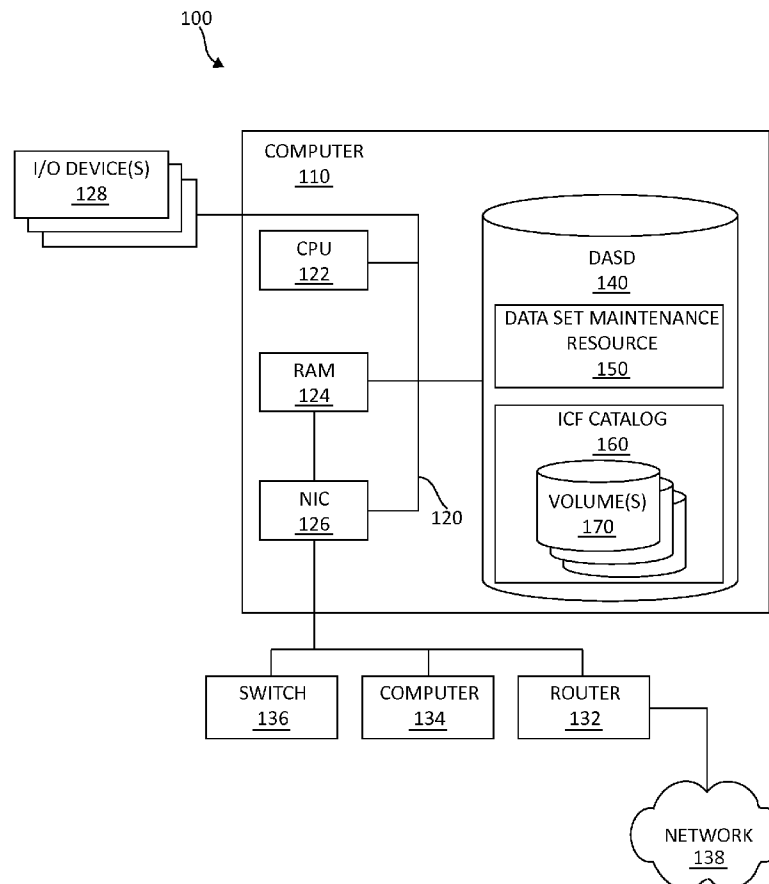 100
COMPUTER
110
I/O DEVICE(S)
128
CPU
122
DASD
140
DATA SET MAINTENANCE
RESOURCE
150
RAM
124
ICF CATALOG
160
NIC
126
120
VOLUME(S)
170
SWITCH
136
COMPUTER
134
ROUTER
132
NETWORK
138